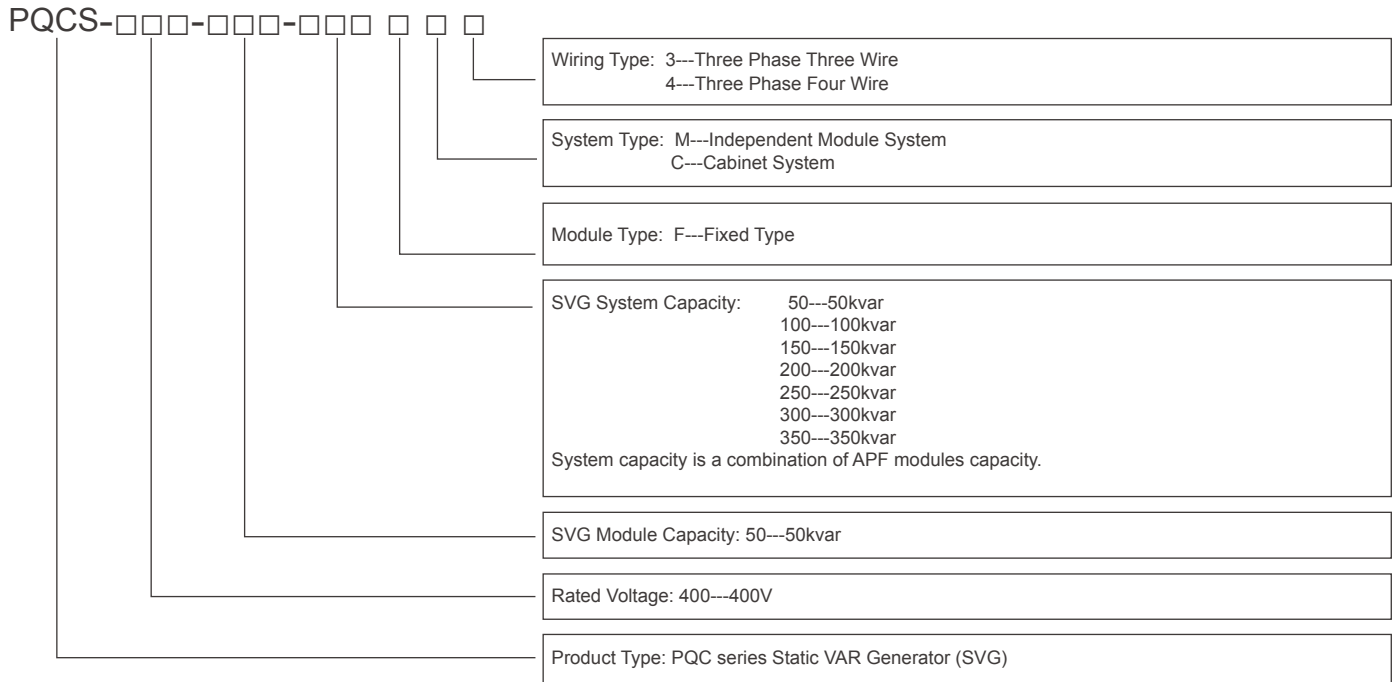 PQCS-□□□-□□□-□□□ □ □ □
Wiring Type: 3---Three Phase Three Wire
4---Three Phase Four Wire
System Type: M---Independent Module System
C---Cabinet System
Module Type: F---Fixed Type
SVG System Capacity: 50---50kvar
100---100kvar
150---150kvar
200---200kvar
250---250kvar
300---300kvar
350---350kvar
System capacity is a combination of APF modules capacity.
SVG Module Capacity: 50---50kvar
Rated Voltage: 400---400V
Product Type: PQC series Static VAR Generator (SVG)